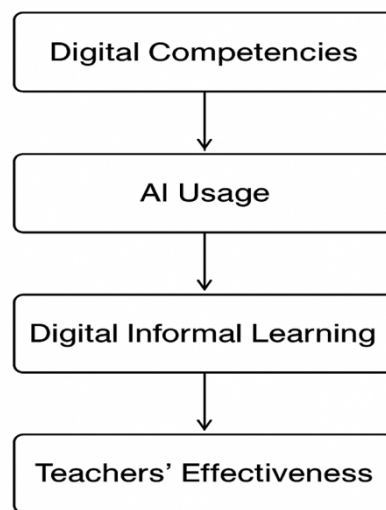 Digital Competencies
AI Usage
Digital Informal Learning
Teachers’ Effectiveness